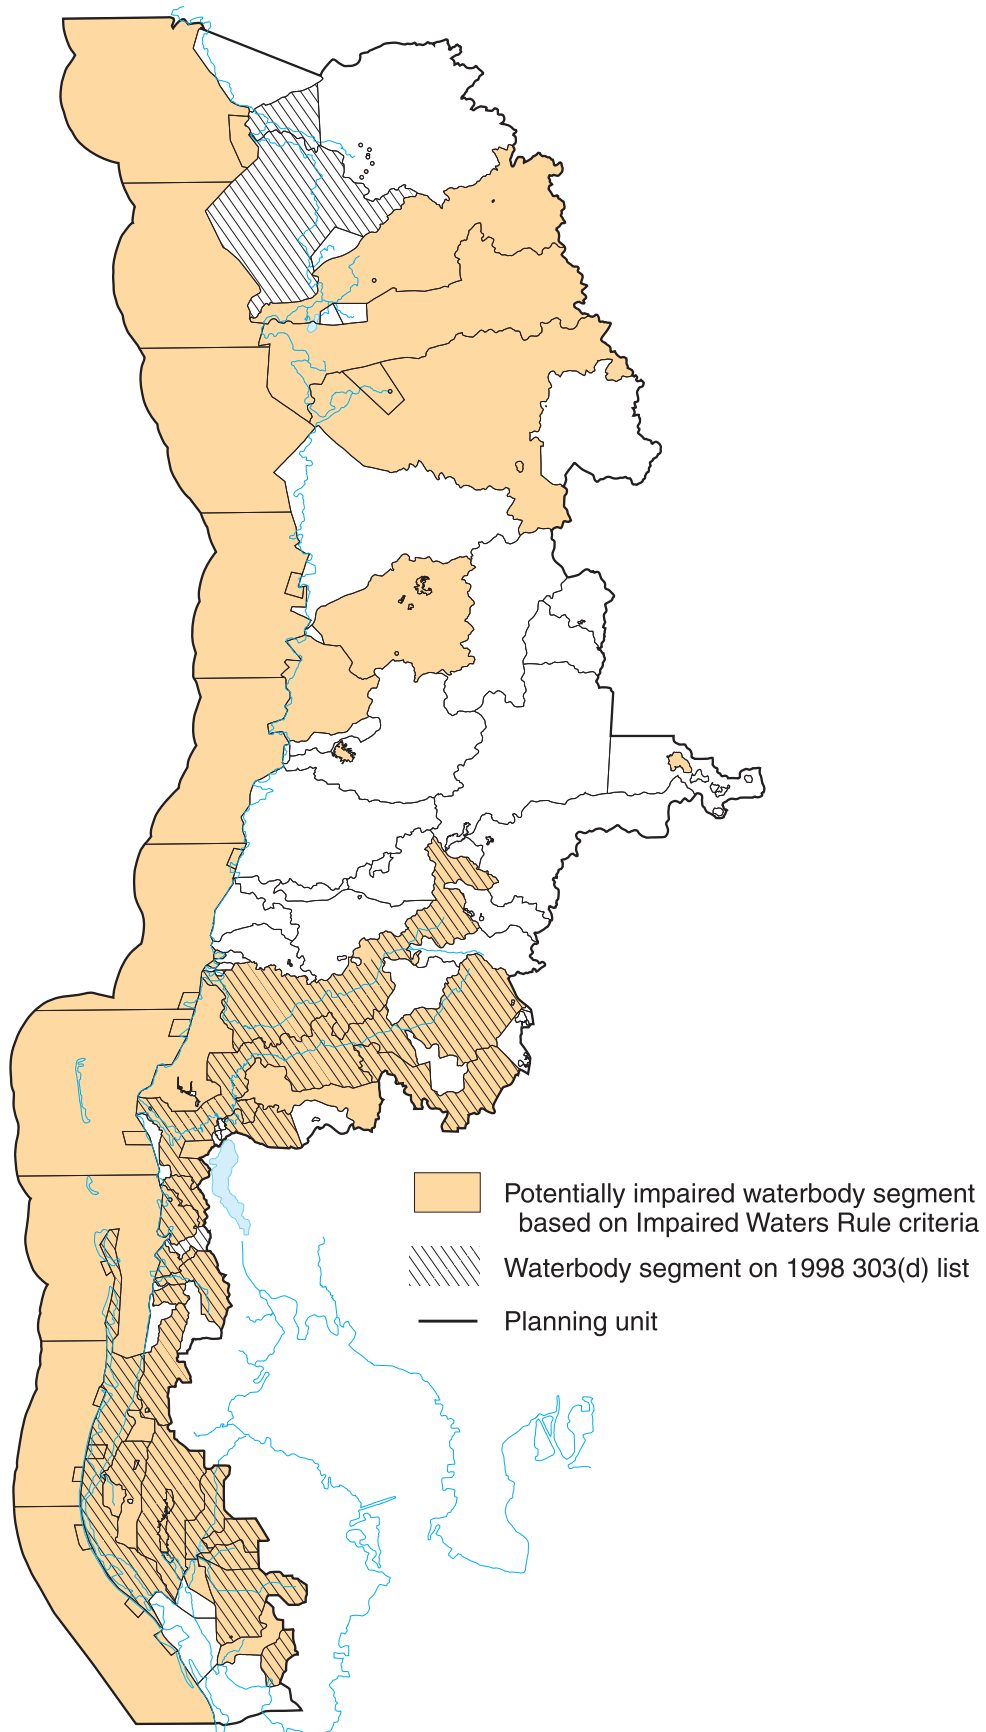 Potentially impaired waterbody segment
based on Impaired Waters Rule criteria
Waterbody segment on 1998 303(d) list
Planning unit